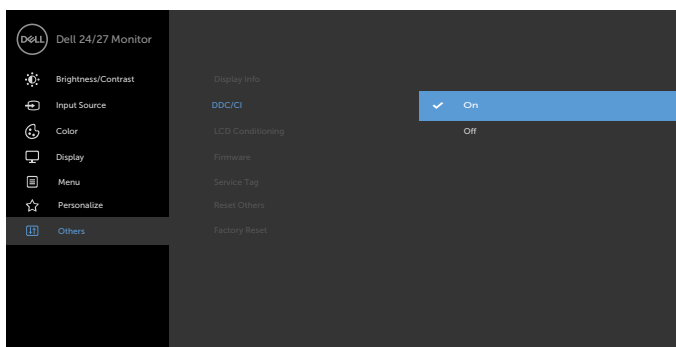 DELL Dell 24/27 Monitor
Brightness/Contrast
Display Info
Input Source
DDC/CI
On
Color
LCD Conditioning
Off
Display
Firmware
Menu
Service Tag
Personalize
Reset Others
Others
Factory Reset